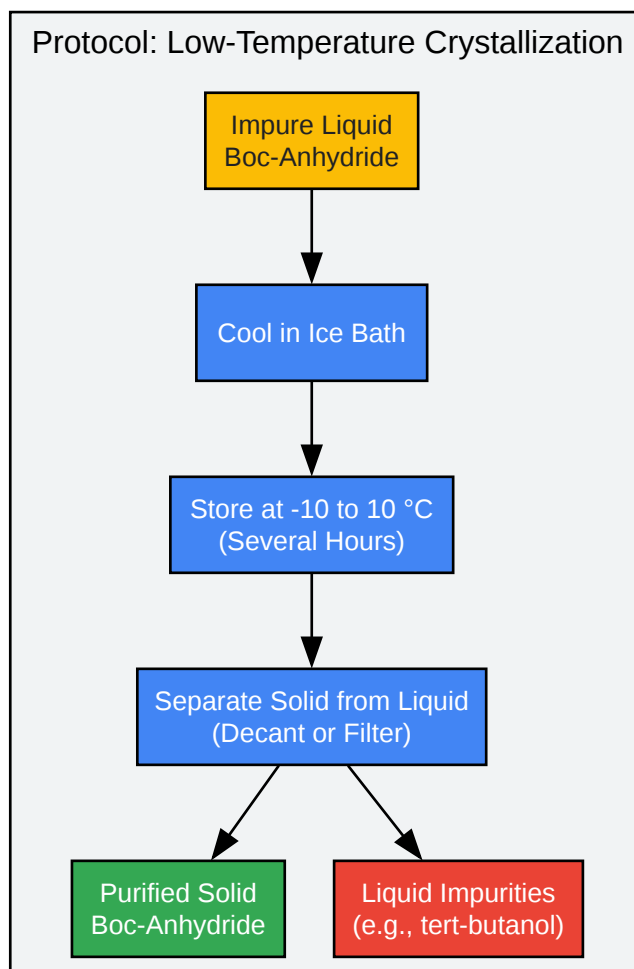 Protocol: Low-Temperature Crystallization
Impure Liquid
Boc-Anhydride
Cool in Ice Bath
Store at -10 to 10 °C
(Several Hours)
Separate Solid from Liquid
(Decant or Filter)
Purified Solid
Boc-Anhydride
Liquid Impurities
(e.g., tert-butanol)